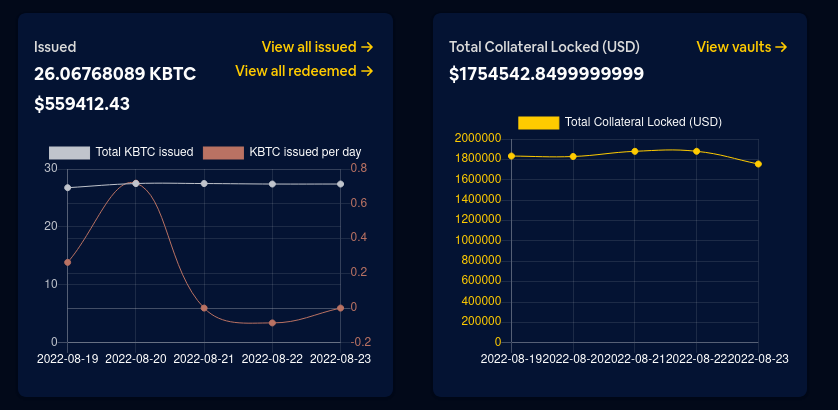 Issued
View all issued →
26.06768089 KBTC
View all redeemed →
$559412.43
Total KBTC issued
KBTC issued per day
30
20
10
0
0.8
0.6
0.4
0.2
0
-0.2
2022-08-19 2022-08-20 2022-08-21 2022-08-22 2022-08-23
Total Collateral Locked (USD)
View vaults →
$1754542.8499999999
Total Collateral Locked (USD)
2000000
1800000
1600000
1400000
1200000
1000000
800000
600000
400000
200000
0
2022-08-19 2022-08-20 2022-08-21 2022-08-22 2022-08-23